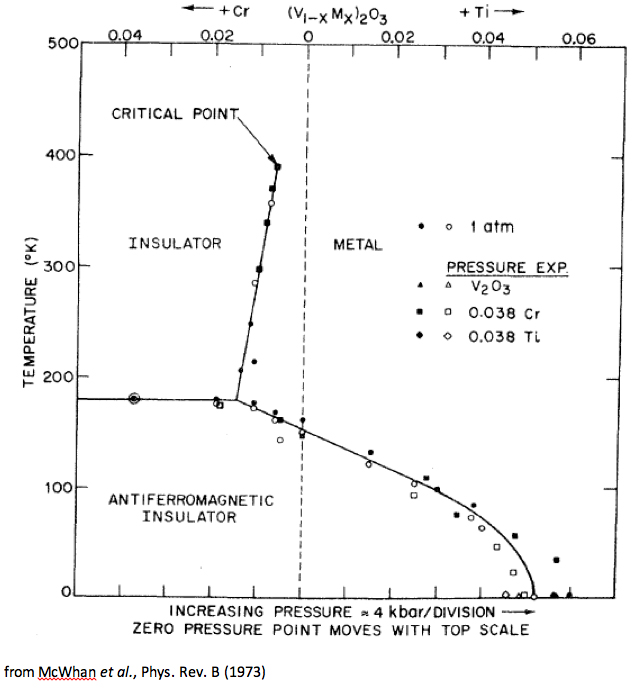 ← +Cr (V1-xMx)2O3 +Ti →
0.04 0.02 0 0.02 0.04 0.06
500
CRITICAL POINT
400
INSULATOR METAL
● ○ 1 atm
PRESSURE EXP.
▲ △ V2O3
■ □ 0.038 Cr
◆ ◇ 0.038 Ti
300
TEMPERATURE (°K)
200
100
ANTIFERROMAGNETIC
INSULATOR
0
INCREASING PRESSURE ≈ 4 kbar/DIVISION →
ZERO PRESSURE POINT MOVES WITH TOP SCALE
from McWhan et al., Phys. Rev. B (1973)